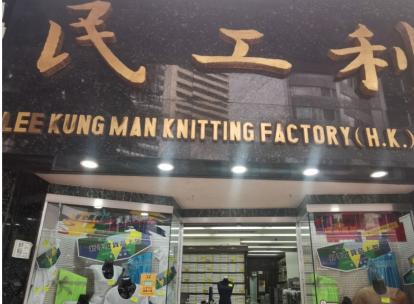 民工利
LEE KUNG MAN KNITTING FACTORY(H.K.)